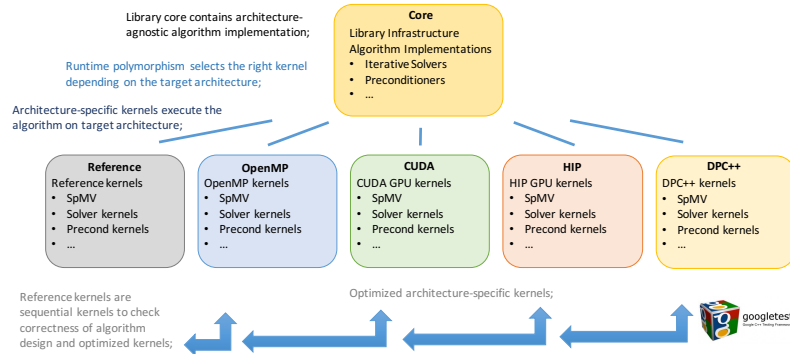 Library core contains architecture-
agnostic algorithm implementation;
Core
Library Infrastructure
Algorithm Implementations
• Iterative Solvers
• Preconditioners
• …
Runtime polymorphism selects the right kernel
depending on the target architecture;
Architecture-specific kernels execute the
algorithm on target architecture;
Reference
Reference kernels
• SpMV
• Solver kernels
• Precond kernels
• …
OpenMP
OpenMP kernels
• SpMV
• Solver kernels
• Precond kernels
• …
CUDA
CUDA GPU kernels
• SpMV
• Solver kernels
• Precond kernels
• …
HIP
HIP GPU kernels
• SpMV
• Solver kernels
• Precond kernels
• …
DPC++
DPC++ kernels
• SpMV
• Solver kernels
• Precond kernels
• …
Reference kernels are
sequential kernels to check
correctness of algorithm
design and optimized kernels;
Optimized architecture-specific kernels;
googletes
Google C++ Testing Framew